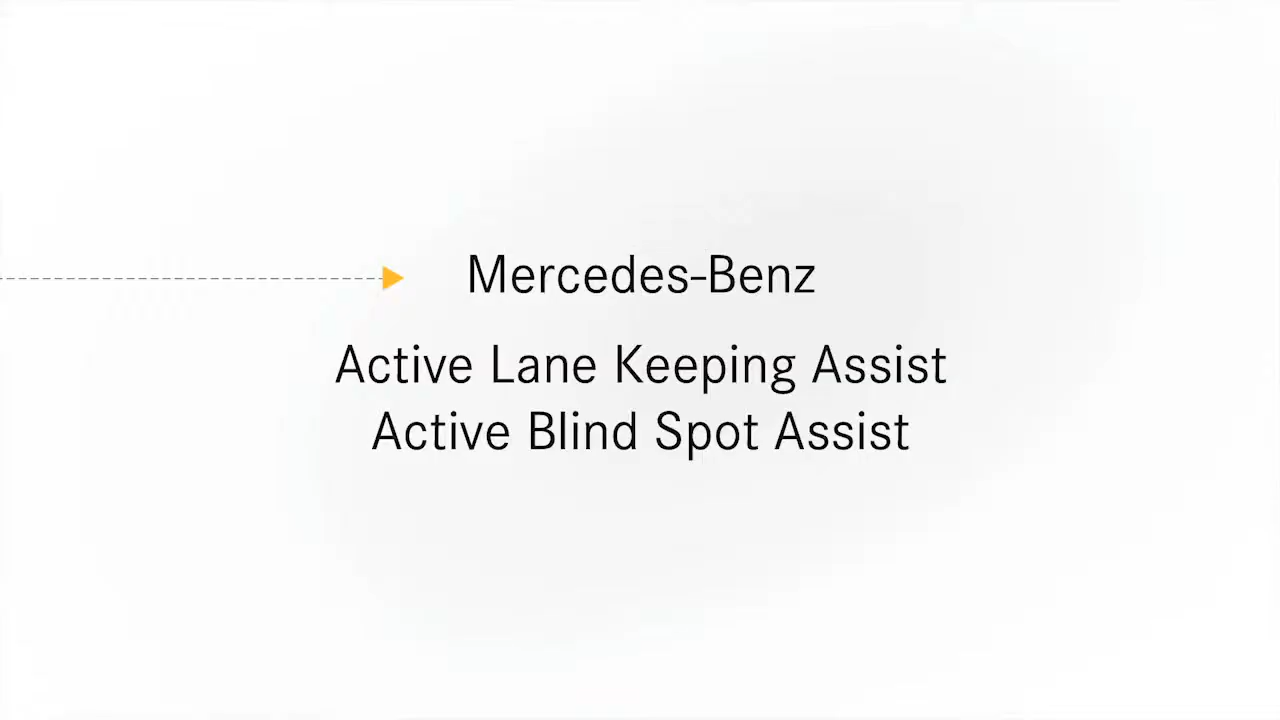 Mercedes-Benz
Active Lane Keeping Assist
Active Blind Spot Assist